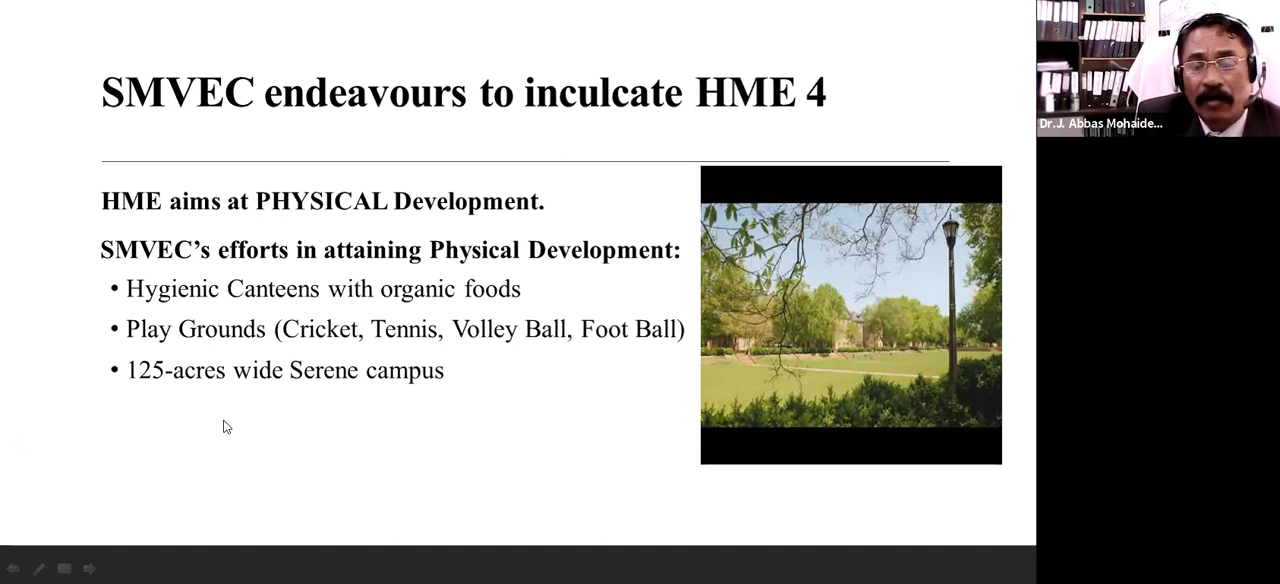 SMVEC endeavours to inculcate HME 4
Dr.J. Abbas Mohaide...
HME aims at PHYSICAL Development.
SMVEC’s efforts in attaining Physical Development:
• Hygienic Canteens with organic foods
• Play Grounds (Cricket, Tennis, Volley Ball, Foot Ball)
• 125-acres wide Serene campus